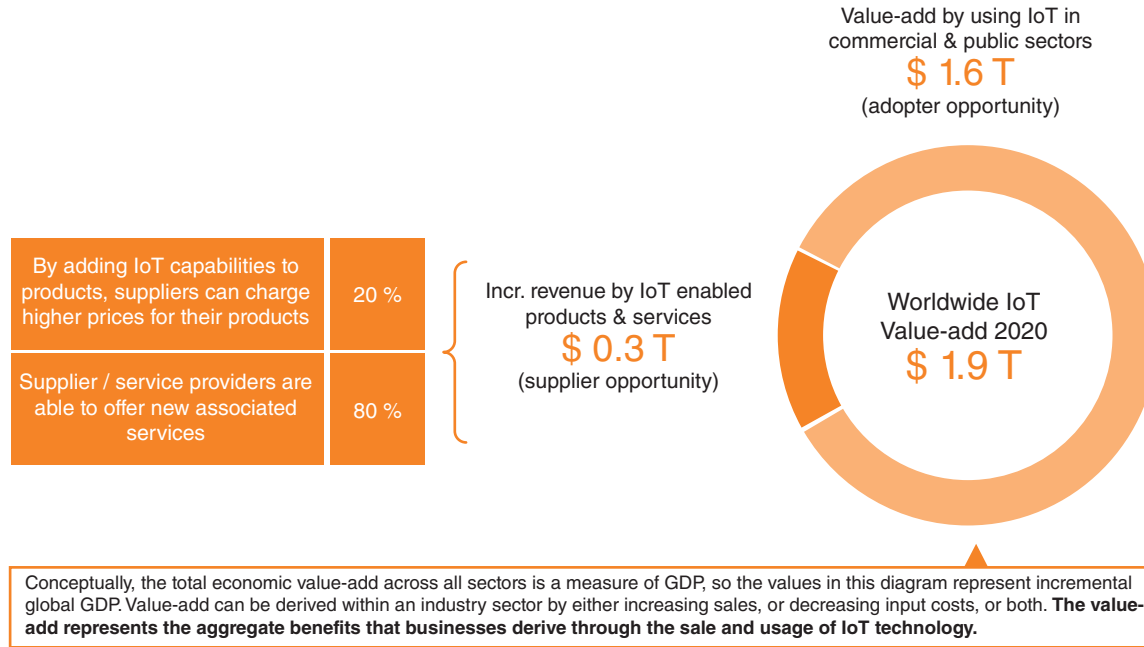 Value-add by using IoT in
commercial & public sectors
$ 1.6 T
(adopter opportunity)
By adding IoT capabilities to
products, suppliers can charge
higher prices for their products
20 %
Supplier / service providers are
able to offer new associated
services
80 %
Incr. revenue by IoT enabled
products & services
$ 0.3 T
(supplier opportunity)
Worldwide IoT
Value-add 2020
$ 1.9 T
Conceptually, the total economic value-add across all sectors is a measure of GDP, so the values in this diagram represent incremental
global GDP. Value-add can be derived within an industry sector by either increasing sales, or decreasing input costs, or both. The value-
add represents the aggregate benefits that businesses derive through the sale and usage of IoT technology.